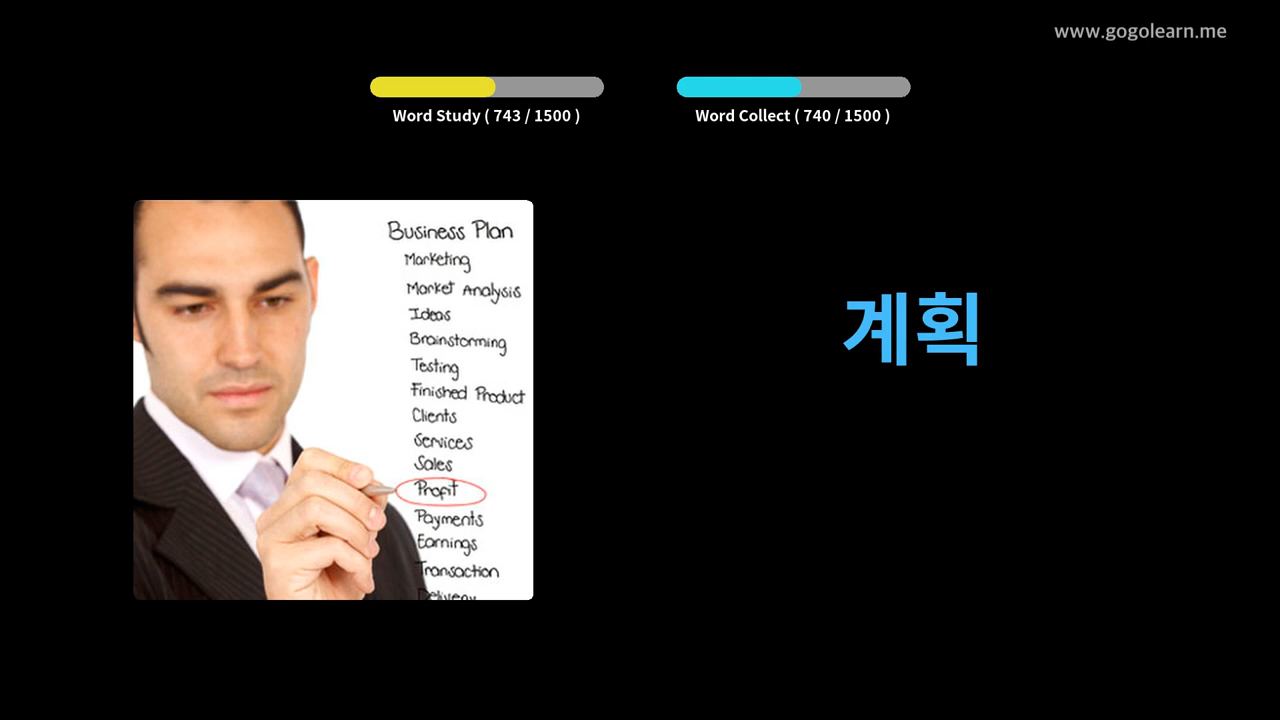 www.gogolearn.me
Word Study ( 743 / 1500 )
Word Collect ( 740 / 1500 )
Business Plan
Marketing
Market Analysis
Ideas
Brainstorming
Testing
Finished Product
Clients
Services
Sales
Profit
Payments
Earnings
Transaction
Delivery
계획